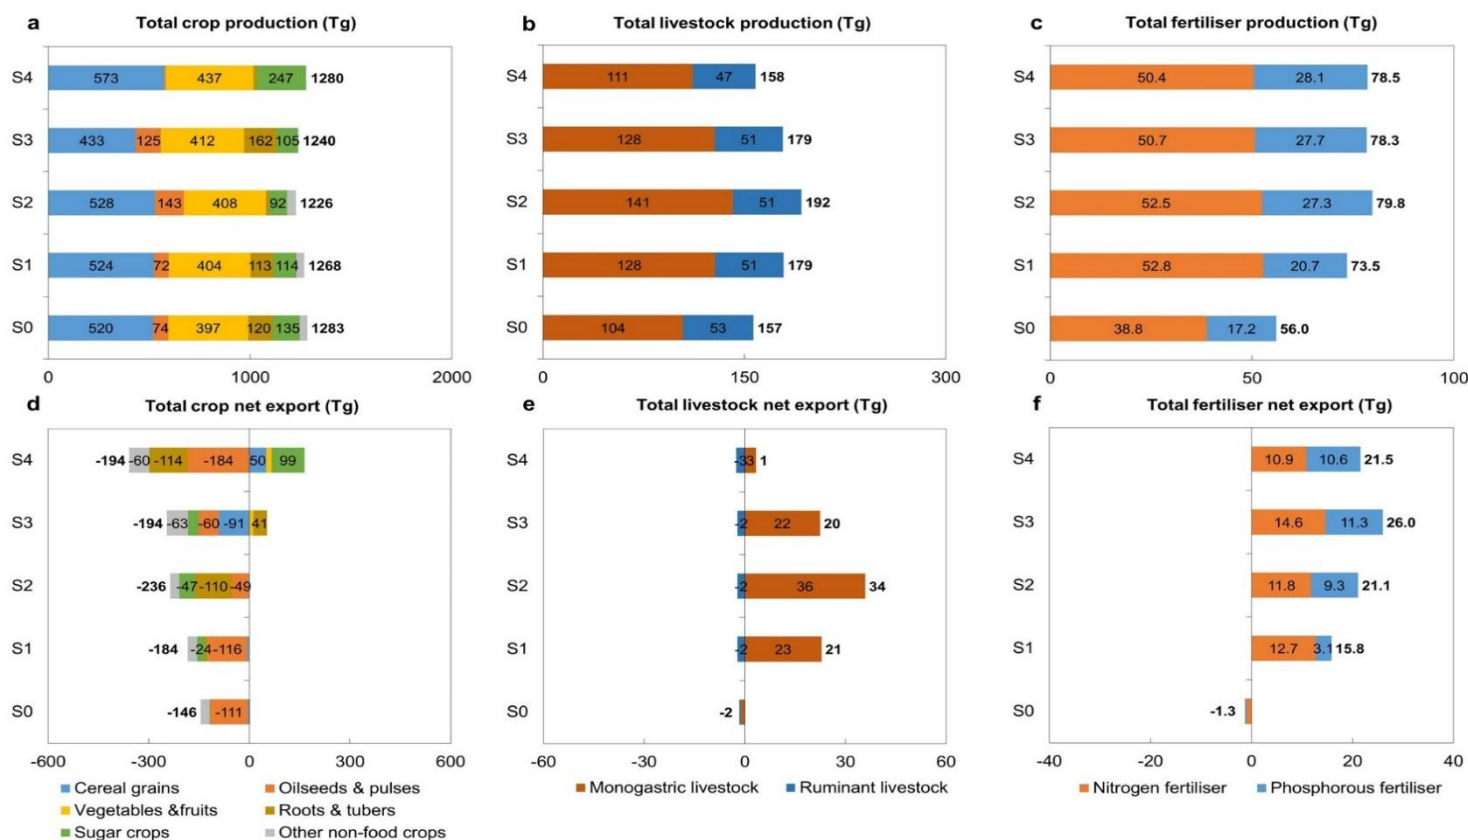 a Total crop production (Tg)
S4 573 437 247 1280
S3 433 125 412 162 105 1240
S2 528 143 408 92 1226
S1 524 72 404 113 114 1268
S0 520 74 397 120 135 1283
0 1000 2000
b Total livestock production (Tg)
S4 111 47 158
S3 128 51 179
S2 141 51 192
S1 128 51 179
S0 104 53 157
0 150 300
c Total fertiliser production (Tg)
S4 50.4 28.1 78.5
S3 50.7 27.7 78.3
S2 52.5 27.3 79.8
S1 52.8 20.7 73.5
S0 38.8 17.2 56.0
0 50 100
d Total crop net export (Tg)
S4 -194 -60 -114 -184 50 99
S3 -194 -63 -60 -91 41
S2 -236 -47 -110 -49
S1 -184 -24 -116
S0 -146 -111
-600 -300 0 300 600
Cereal grains Oilseeds & pulses
Vegetables &fruits Roots & tubers
Sugar crops Other non-food crops
e Total livestock net export (Tg)
S4 -3 3 1
S3 -2 22 20
S2 -2 36 34
S1 -2 23 21
S0 -2
-60 -30 0 30 60
Monogastric livestock Ruminant livestock
f Total fertiliser net export (Tg)
S4 10.9 10.6 21.5
S3 14.6 11.3 26.0
S2 11.8 9.3 21.1
S1 12.7 3.1 15.8
S0 -1.3
-40 -20 0 20 40
Nitrogen fertiliser Phosphorous fertiliser